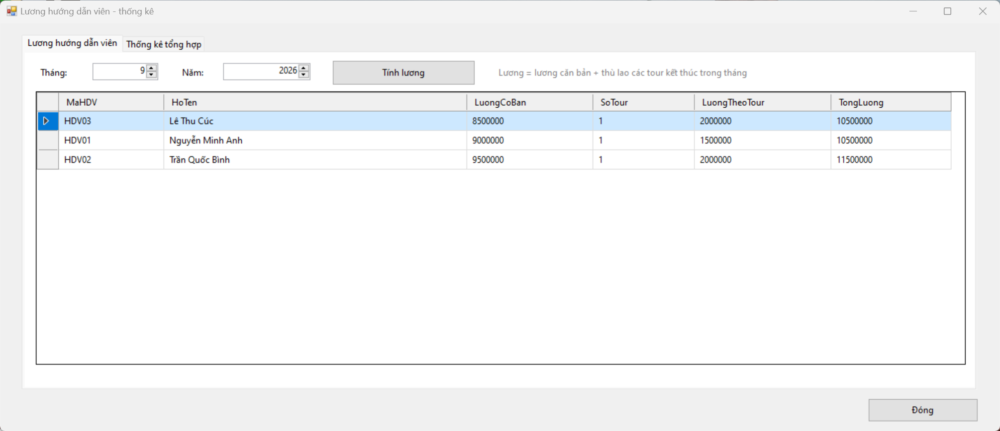 Lương hướng dẫn viên - thống kê
Lương hướng dẫn viên Thống kê tổng hợp
Tháng: 9 Năm: 2026 Tính lương Lương = lương căn bản + thù lao các tour kết thúc trong tháng
MaHDV HoTen LuongCoBan SoTour LuongTheoTour TongLuong
HDV03 Lê Thu Cúc 8500000 1 2000000 10500000
HDV01 Nguyễn Minh Anh 9000000 1 1500000 10500000
HDV02 Trần Quốc Bình 9500000 1 2000000 11500000
Đóng